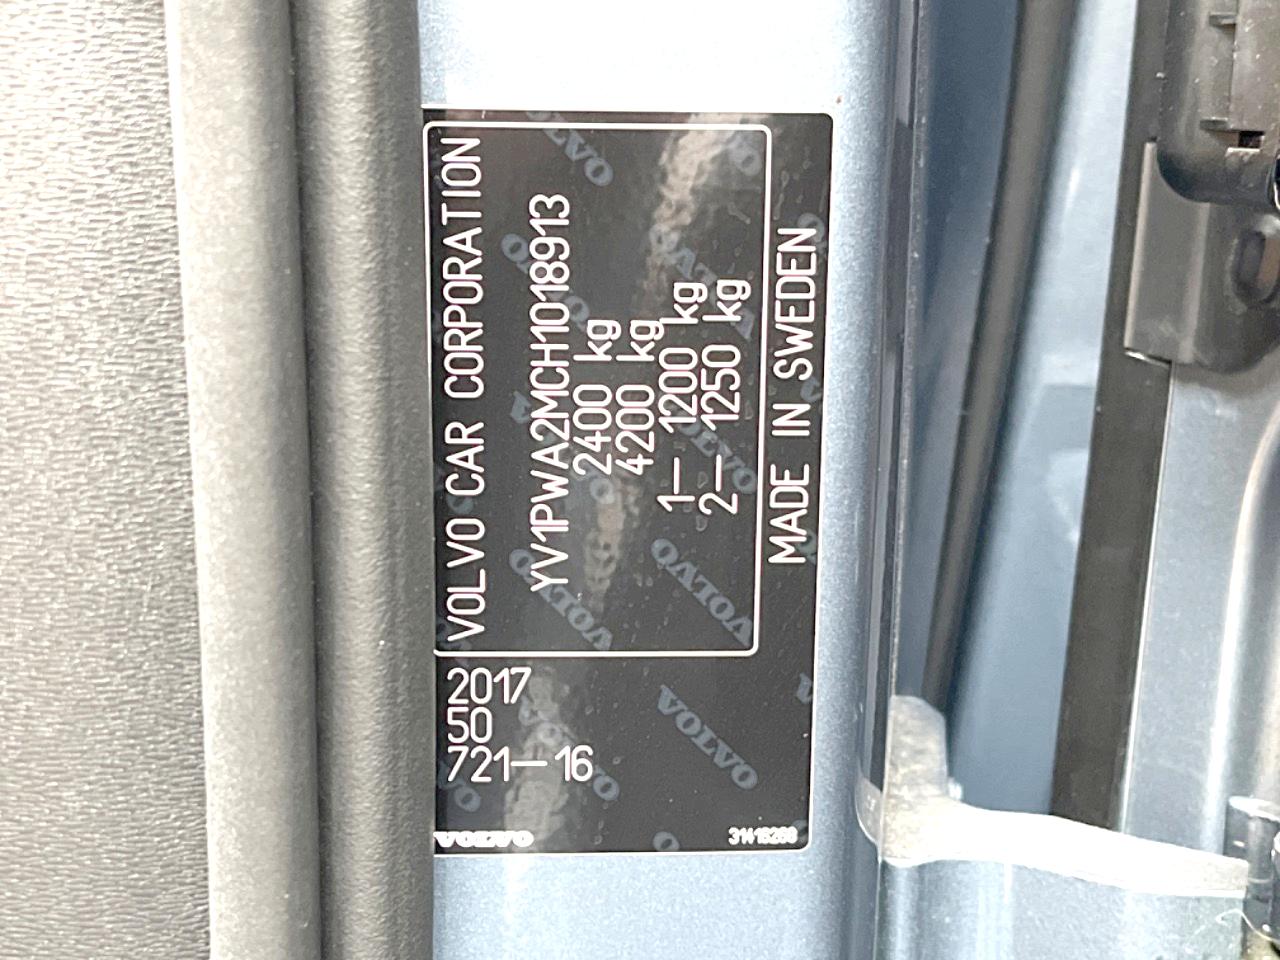 VOLVO CAR CORPORATION
YV1PWA2MCH1018913
2400 kg
4200 kg
1— 1200 kg
2— 1250 kg
MADE IN SWEDEN
2017
50
721—16
VOLVO